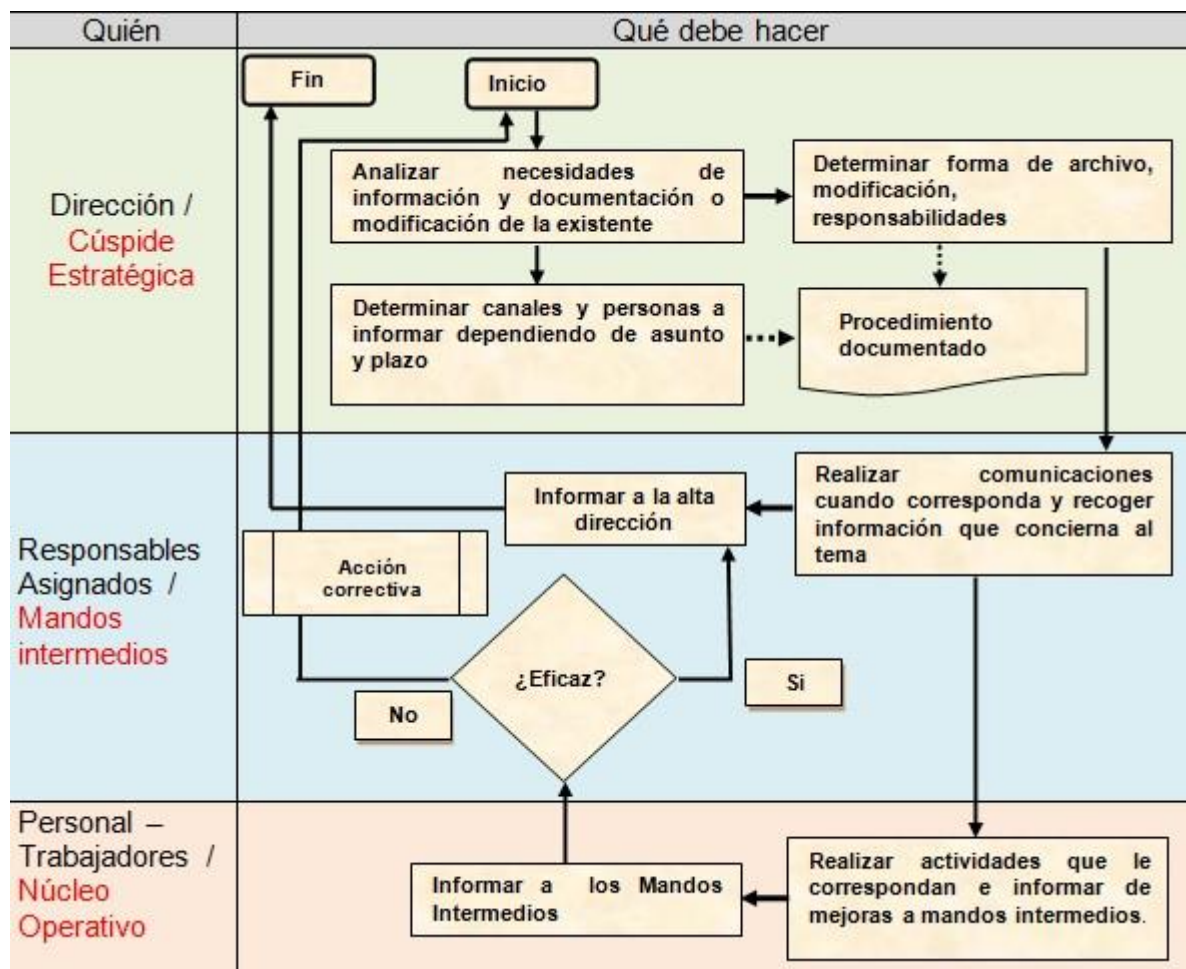 Quién
Qué debe hacer
Dirección /
Cúspide
Estratégica
Fin
Inicio
Analizar necesidades de
información y documentación o
modificación de la existente
Determinar forma de archivo,
modificación,
responsabilidades
Determinar canales y personas a
informar dependiendo de asunto
y plazo
Procedimiento
documentado
Responsables
Asignados /
Mandos
intermedios
Informar a la alta
dirección
Realizar comunicaciones
cuando corresponda y recoger
información que concierna al
tema
Acción
correctiva
¿Eficaz?
No
Si
Personal –
Trabajadores /
Núcleo
Operativo
Informar a los Mandos
Intermedios
Realizar actividades que le
correspondan e informar de
mejoras a mandos intermedios.